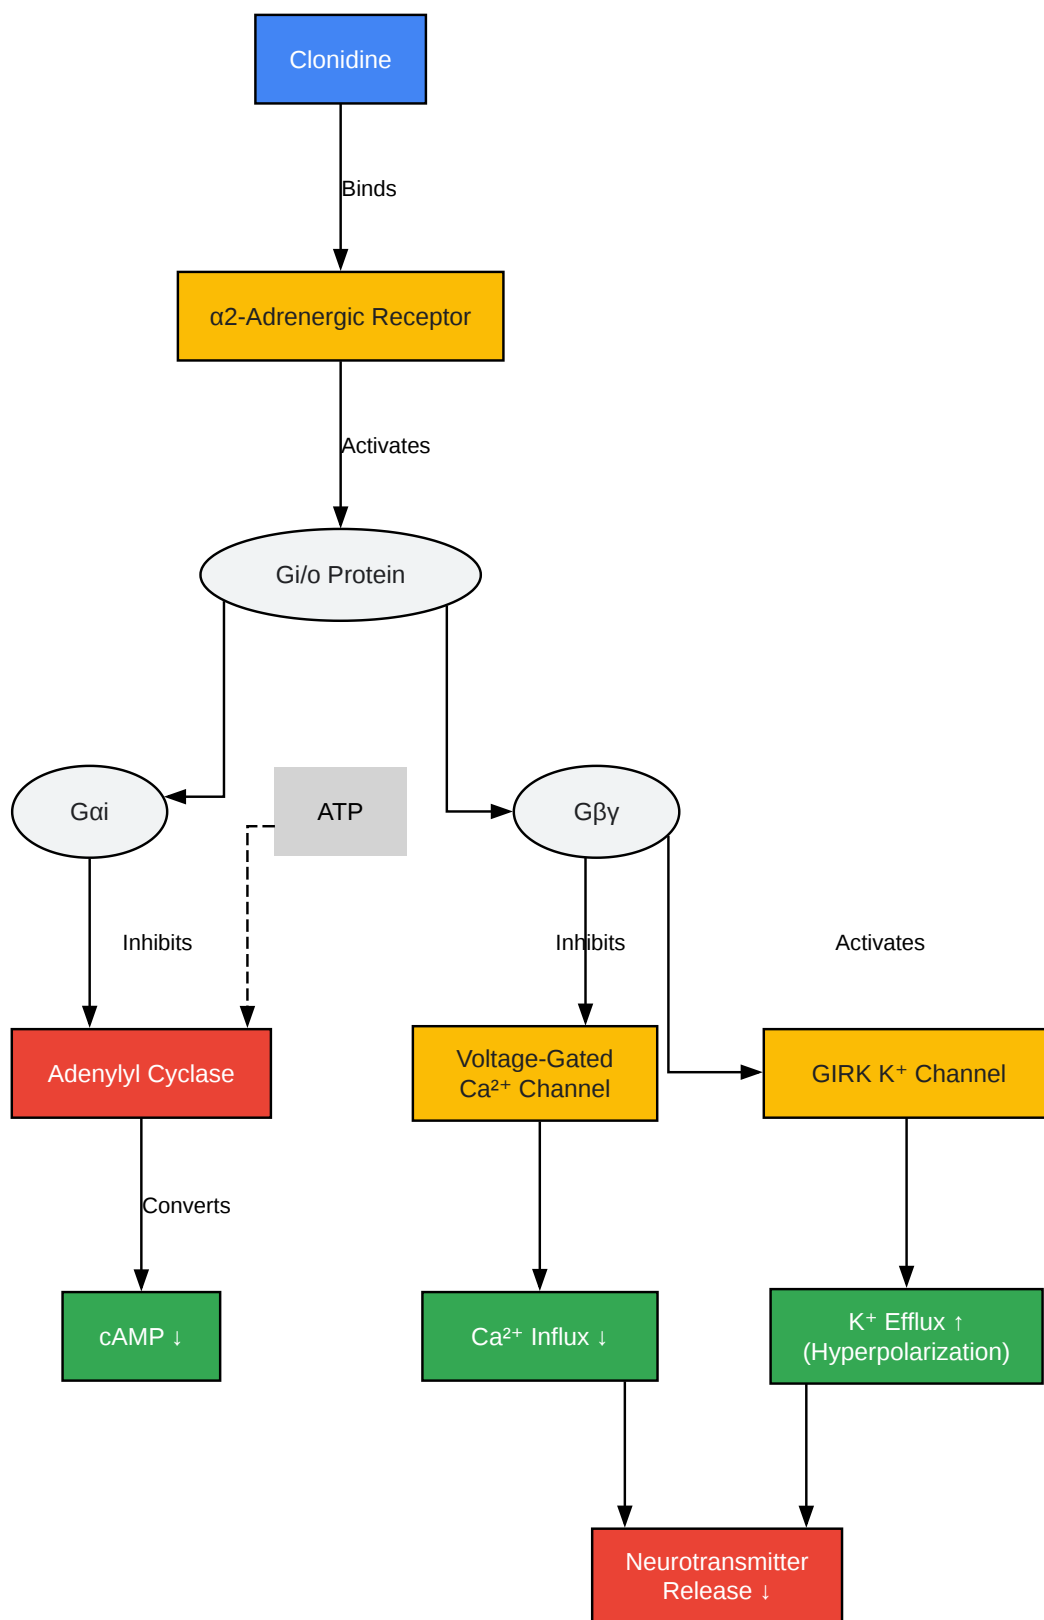 Clonidine
Binds
α2-Adrenergic Receptor
Activates
Gi/o Protein
Gαi
ATP
Gβγ
Inhibits
Inhibits
Activates
Adenylyl Cyclase
Voltage-Gated
Ca²⁺ Channel
GIRK K⁺ Channel
Converts
cAMP ↓
Ca²⁺ Influx ↓
K⁺ Efflux ↑
(Hyperpolarization)
Neurotransmitter
Release ↓